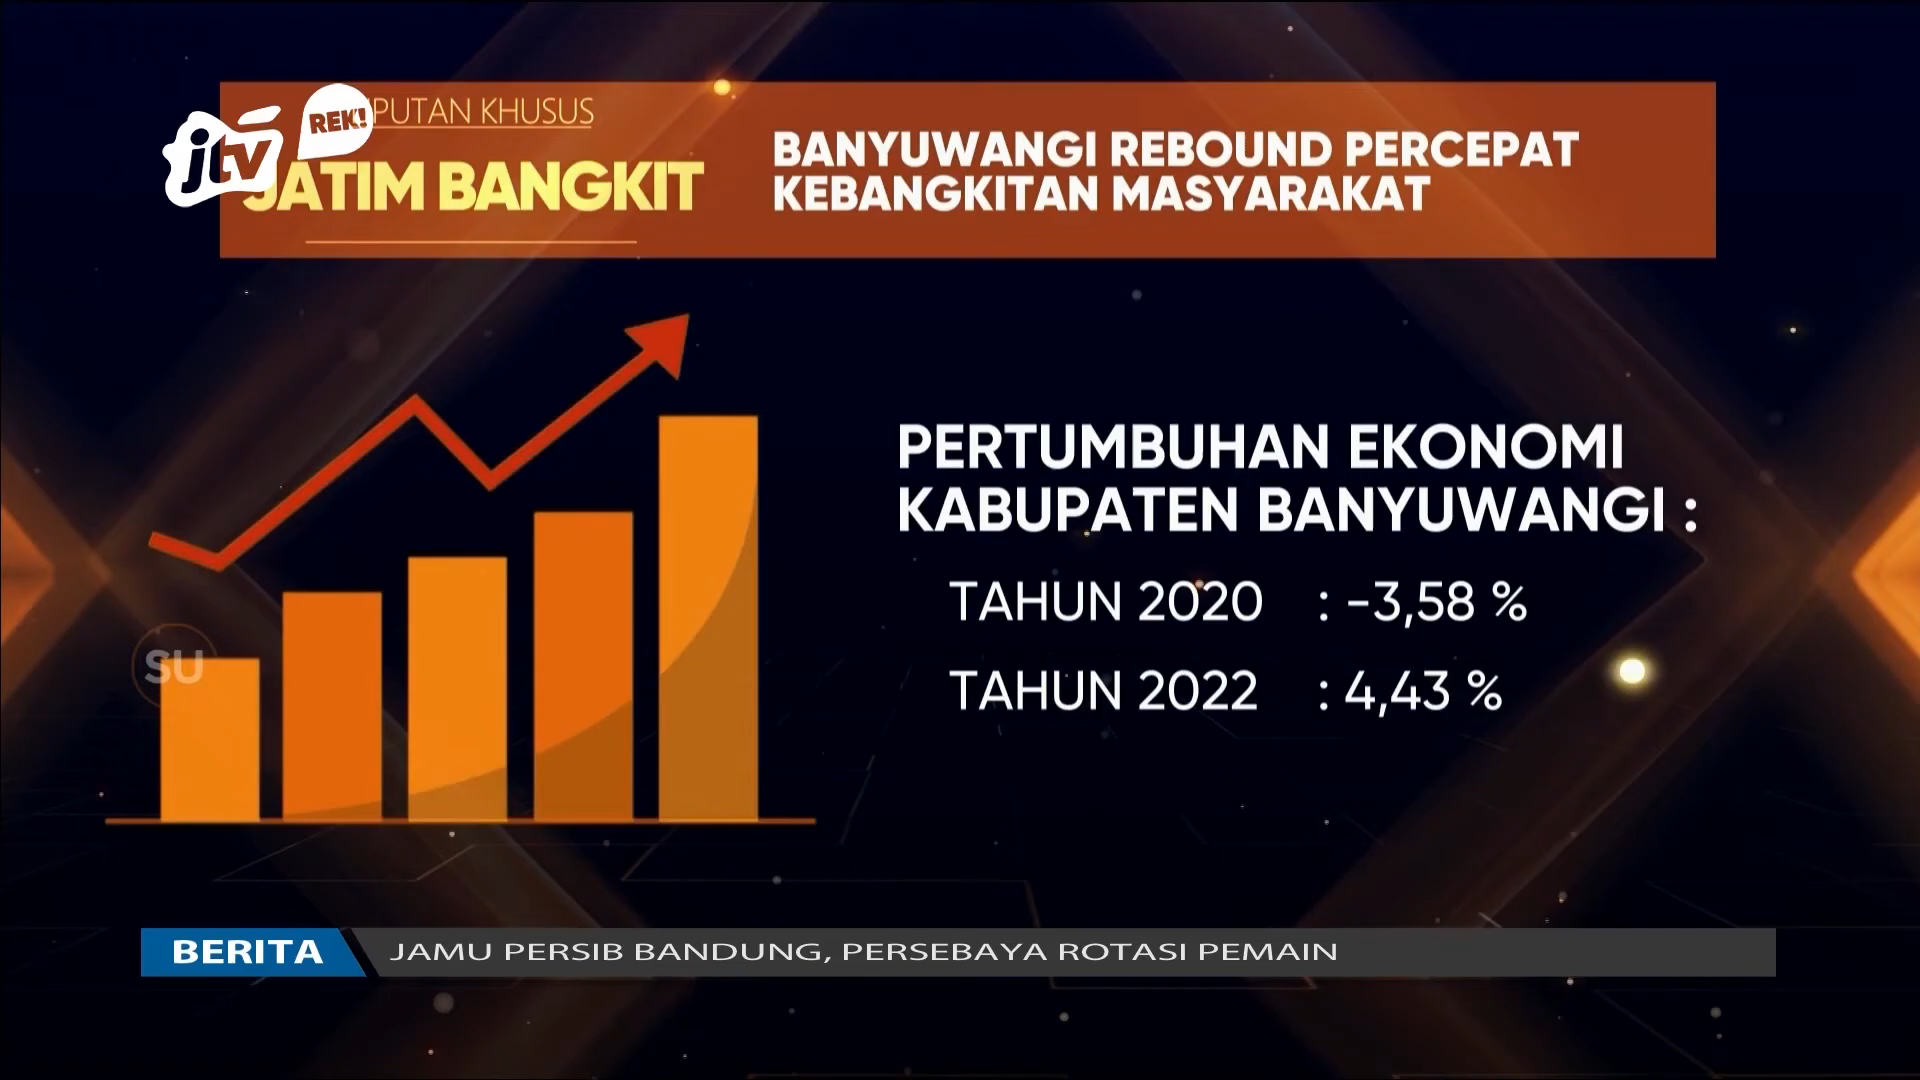 jtv
REK!
JATIM BANGKIT
KHUSUS
BANYUWANGI REBOUND PERCEPAT
KEBANGKITAN MASYARAKAT
PERTUMBUHAN EKONOMI
KABUPATEN BANYUWANGI :
TAHUN 2020 : -3,58 %
TAHUN 2022 : 4,43 %
SU
BERITA
JAMU PERSIB BANDUNG, PERSEBAYA ROTASI PEMAIN